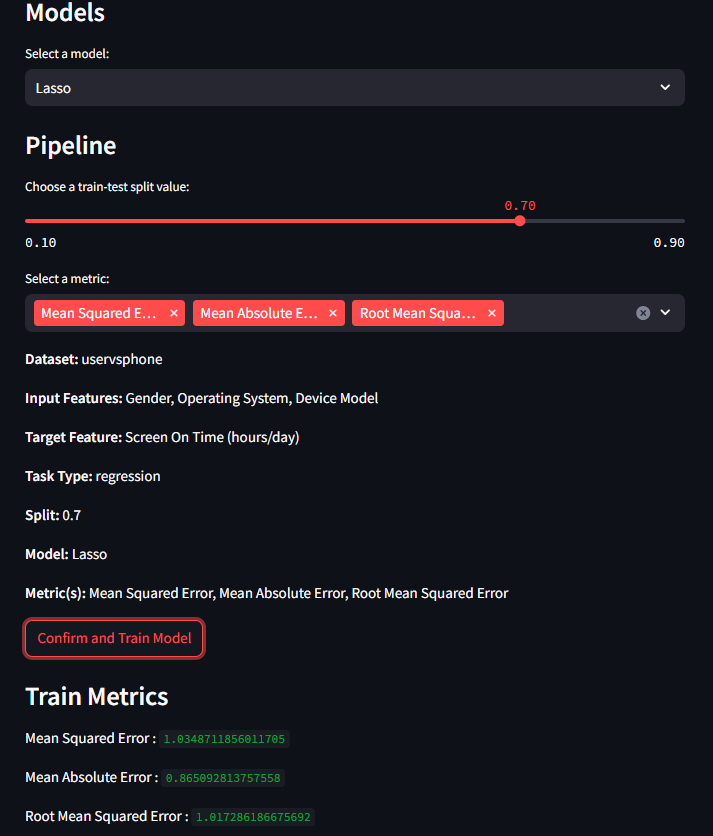 Models
Select a model:
Lasso
Pipeline
Choose a train-test split value:
0.70
0.10 0.90
Select a metric:
Mean Squared E... Mean Absolute E... Root Mean Squa...
Dataset: uservsphone
Input Features: Gender, Operating System, Device Model
Target Feature: Screen On Time (hours/day)
Task Type: regression
Split: 0.7
Model: Lasso
Metric(s): Mean Squared Error, Mean Absolute Error, Root Mean Squared Error
Confirm and Train Model
Train Metrics
Mean Squared Error : 1.0348711856011705
Mean Absolute Error : 0.865092813757558
Root Mean Squared Error : 1.017286186675692